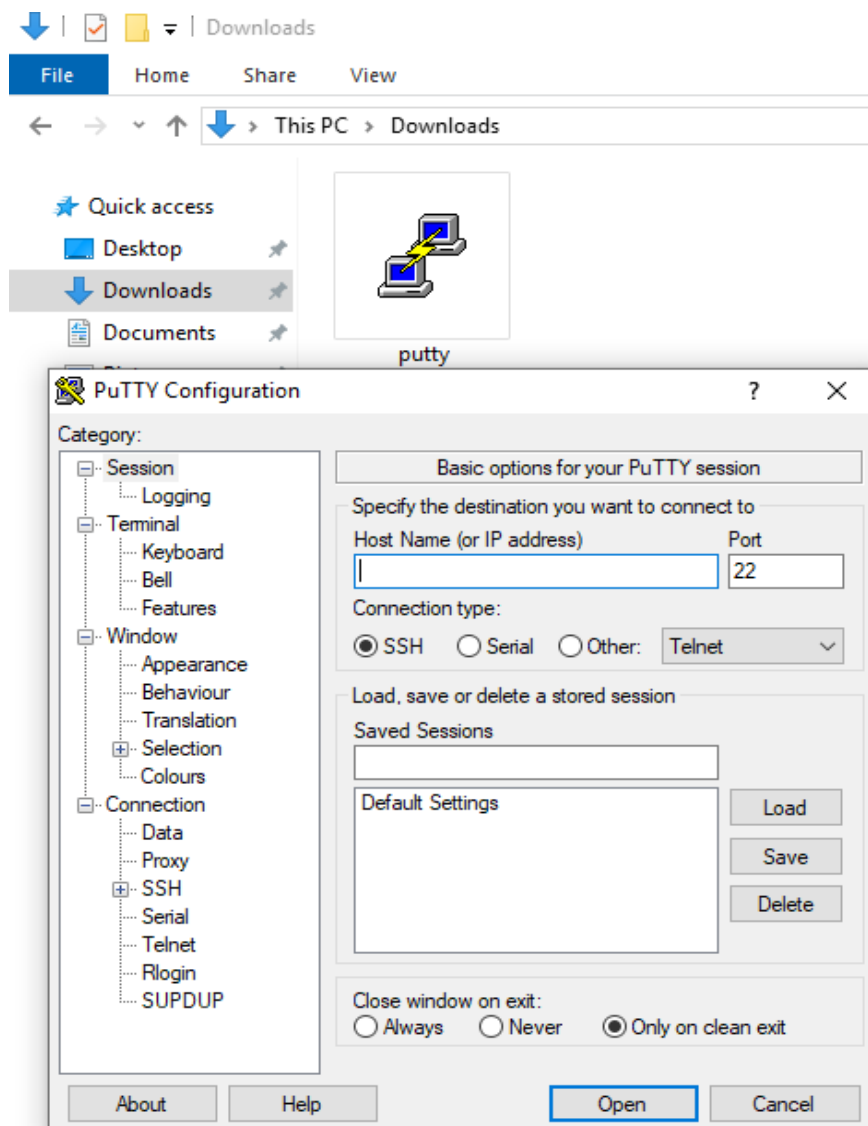 Downloads
File Home Share View
This PC > Downloads
Quick access
Desktop
Downloads
Documents
putty
PuTTY Configuration ?
Category:
Session
Logging
Terminal
Keyboard
Bell
Features
Window
Appearance
Behaviour
Translation
Selection
Colours
Connection
Data
Proxy
SSH
Serial
Telnet
Rlogin
SUPDUP
Basic options for your PuTTY session
Specify the destination you want to connect to
Host Name (or IP address) Port
22
Connection type:
SSH Serial Other: Telnet
Load, save or delete a stored session
Saved Sessions
Default Settings
Load
Save
Delete
Close window on exit:
Always Never Only on clean exit
About Help Open Cancel